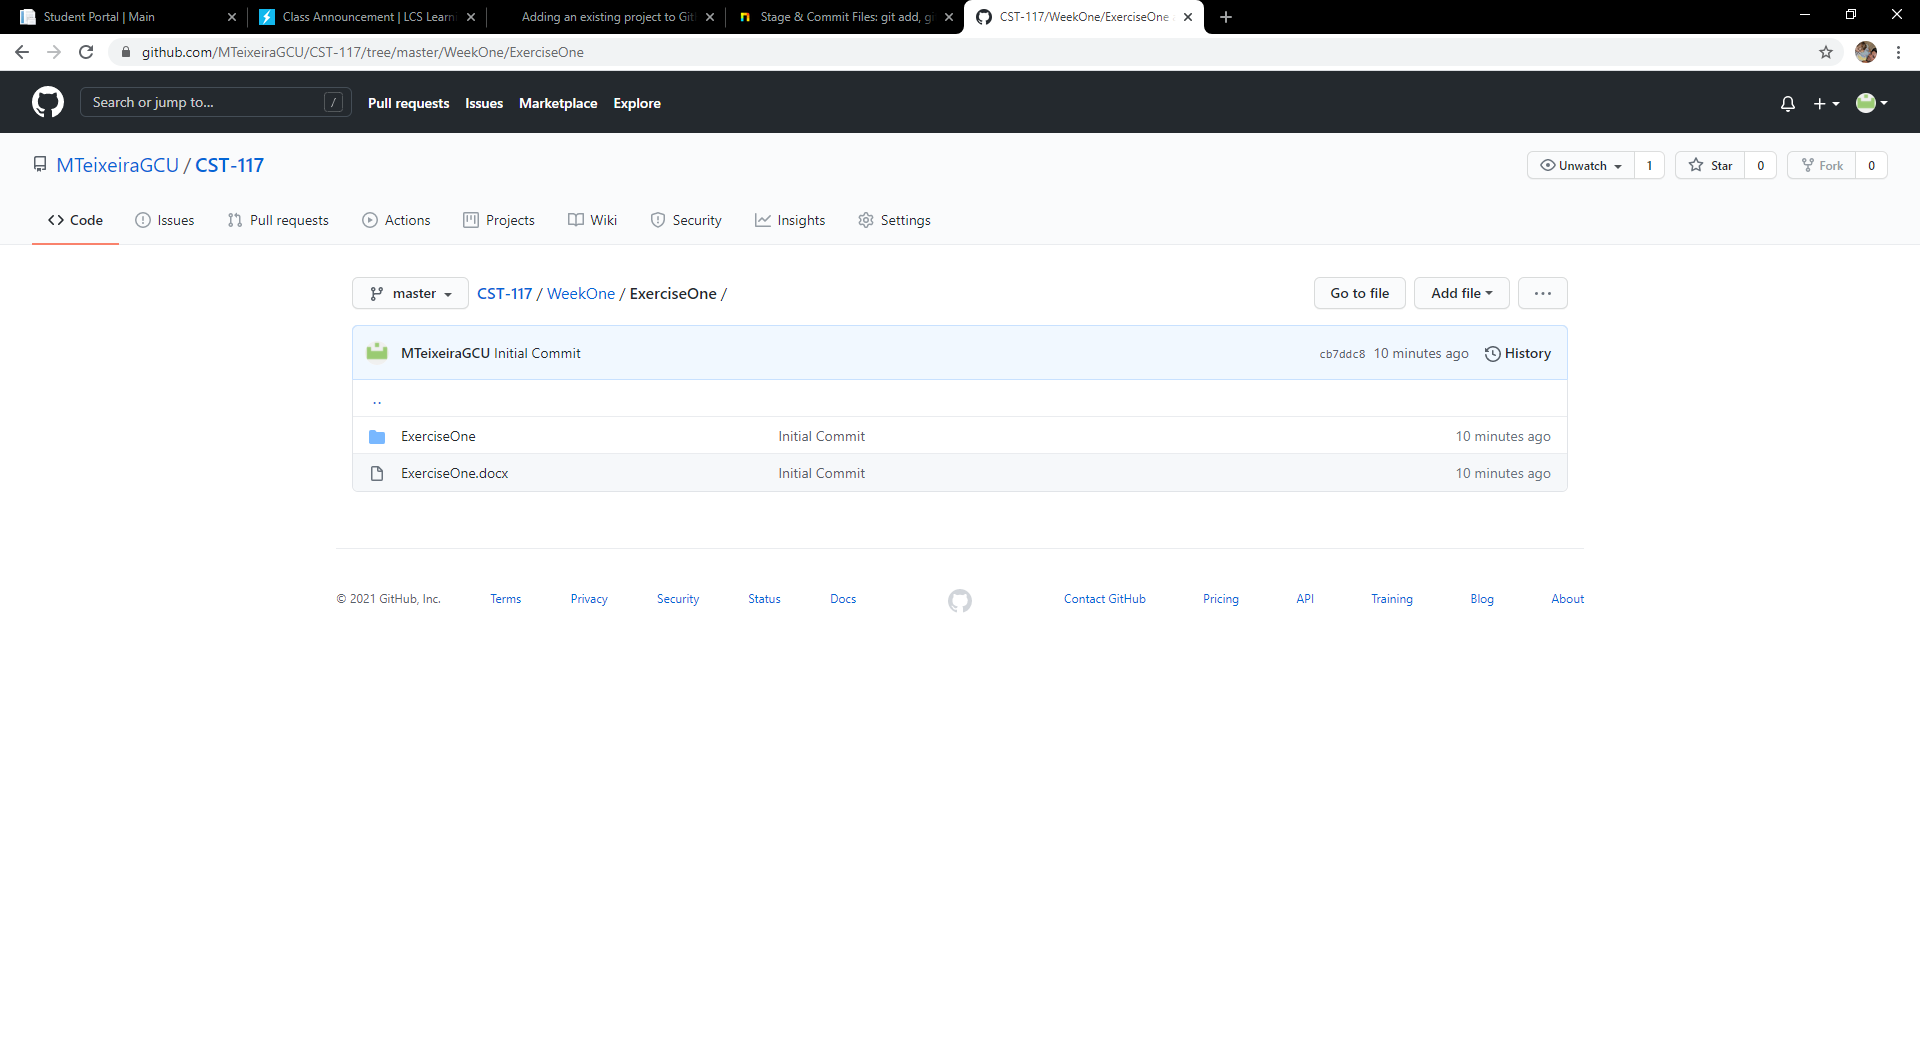 Student Portal | Main
Class Announcement | LCS Learn
Adding an existing project to Git
Stage & Commit Files: git add, gi
CST-117/WeekOne/ExerciseOne
github.com/MTeixeiraGCU/CST-117/tree/master/WeekOne/ExerciseOne
Search or jump to... / Pull requests Issues Marketplace Explore
MTeixeiraGCU / CST-117 Unwatch 1 Star 0 Fork 0
Code Issues Pull requests Actions Projects Wiki Security Insights Settings
master CST-117 / WeekOne / ExerciseOne / Go to file Add file ...
MTeixeiraGCU Initial Commit cb7ddc8 10 minutes ago History
..
ExerciseOne Initial Commit 10 minutes ago
ExerciseOne.docx Initial Commit 10 minutes ago
© 2021 GitHub, Inc. Terms Privacy Security Status Docs Contact GitHub Pricing API Training Blog About